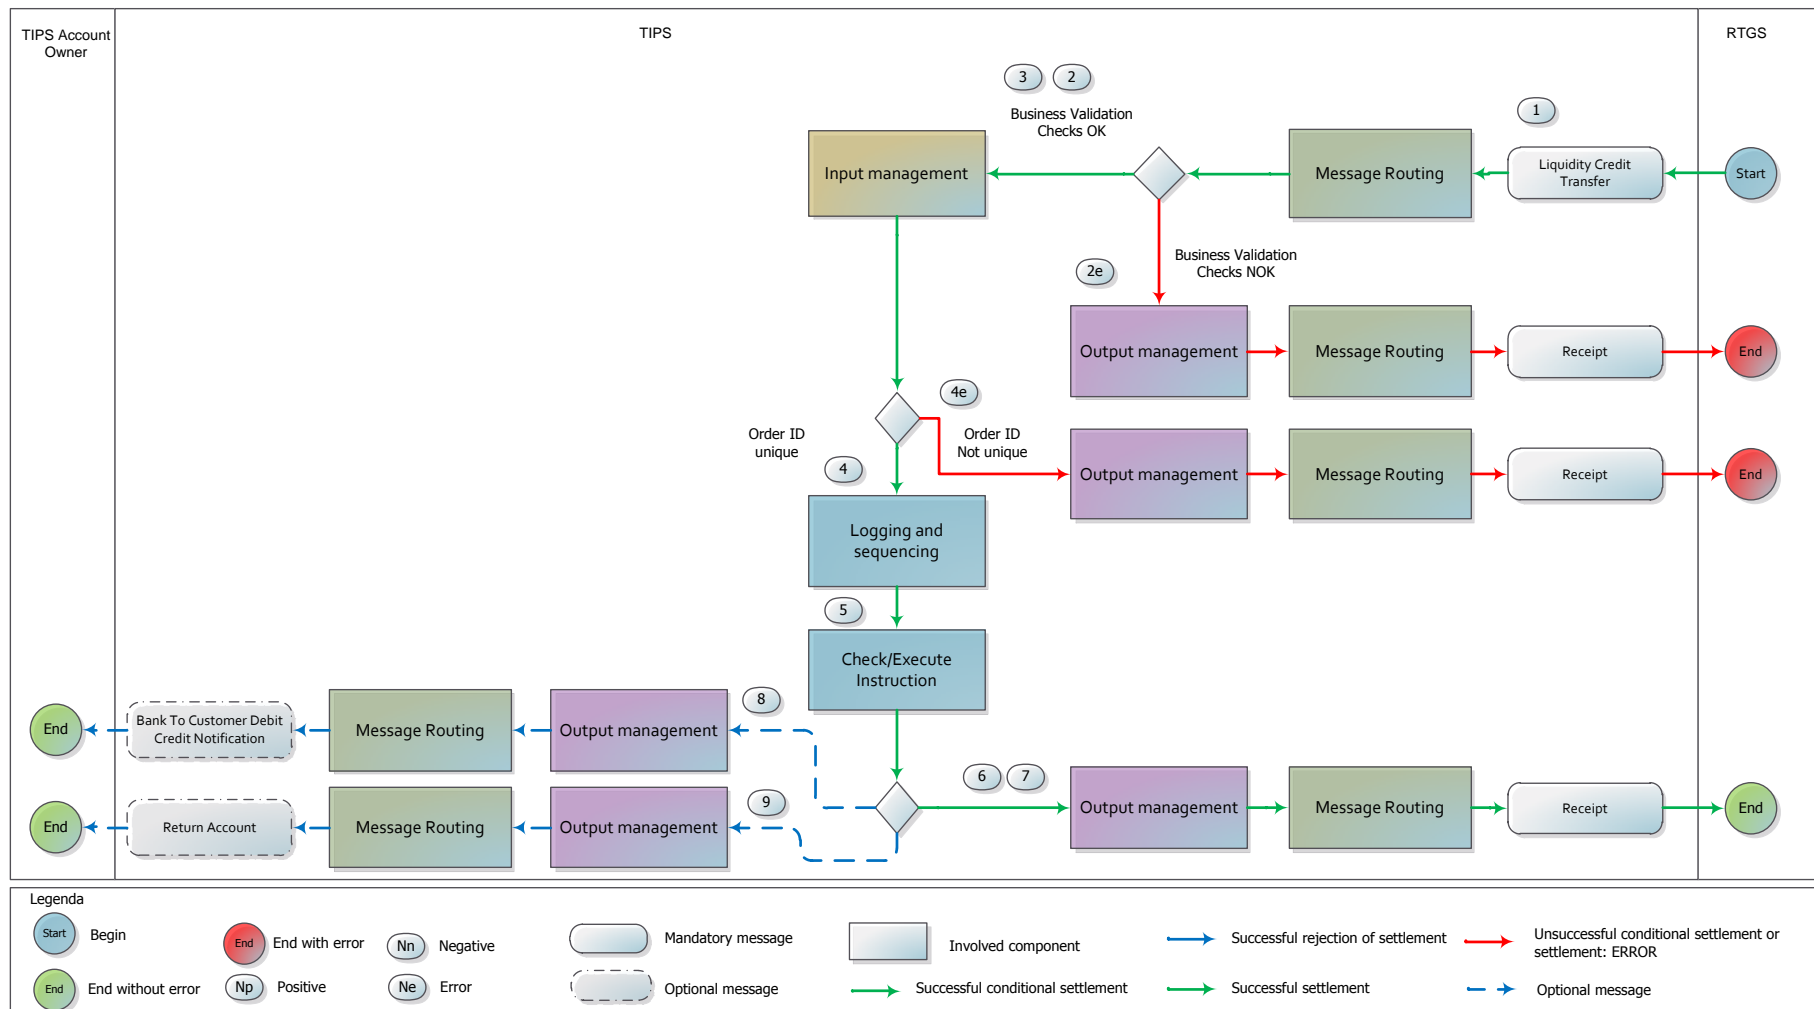 TIPS Account
Owner
TIPS
RTGS
3
2
1
Business Validation
Checks OK
Input management
Message Routing
Liquidity Credit
Transfer
Start
Business Validation
Checks NOK
2e
Output management
Message Routing
Receipt
End
4e
Order ID
unique
Order ID
Not unique
4
Output management
Message Routing
Receipt
End
Logging and
sequencing
5
Check/Execute
Instruction
8
End
Bank To Customer Debit
Credit Notification
Message Routing
Output management
6
7
9
End
Return Account
Message Routing
Output management
Output management
Message Routing
Receipt
End
Legenda
Start
Begin
End
End with error
Nn
Negative
Mandatory message
Involved component
Successful rejection of settlement
Unsuccessful conditional settlement or
settlement: ERROR
End
End without error
Np
Positive
Ne
Error
Optional message
Successful conditional settlement
Successful settlement
Optional message